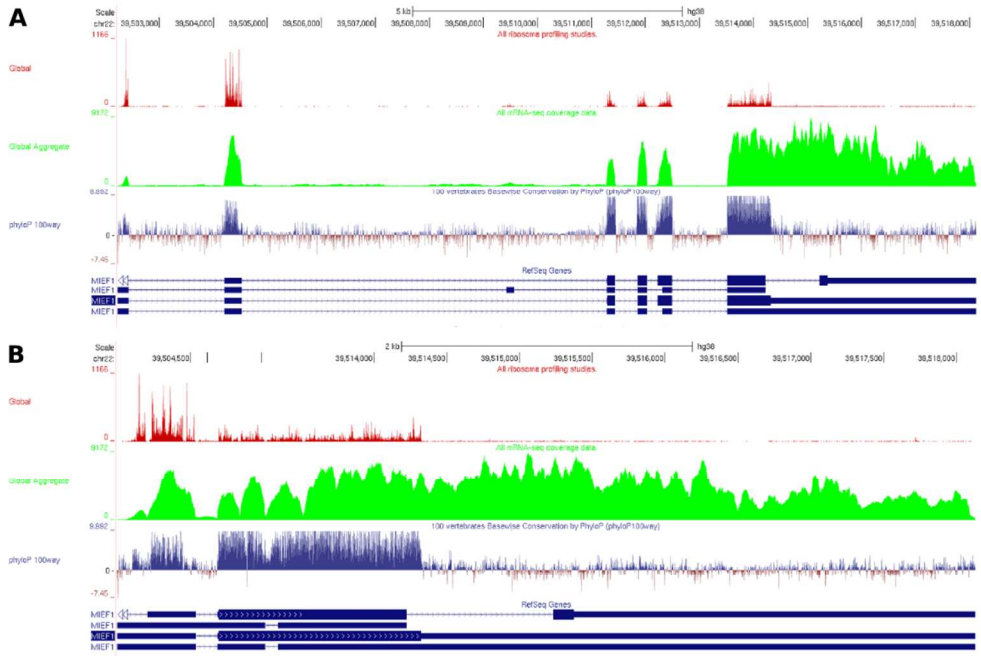 A
Scale 5 kb hg38
chr22: 39,503,000 39,504,000 39,505,000 39,506,000 39,507,000 39,508,000 39,509,000 39,510,000 39,511,000 39,512,000 39,513,000 39,514,000 39,515,000 39,516,000 39,517,000 39,518,000
1166 _ All ribosome profiling studies.
Global
0 _
9172 _ All mRNA-seq coverage data.
Global Aggregate
0 _
8.892 _ 100 vertebrates Basewise Conservation by PhyloP (phyloP100way)
phyloP 100way
0 -
-7.45 _
RefSeq Genes
MIEF1
MIEF1
MIEF1
MIEF1
B
Scale 2 kb hg38
chr22: 39,504,500 39,514,000 39,514,500 39,515,000 39,515,500 39,516,000 39,516,500 39,517,000 39,517,500 39,518,000
1166 _ All ribosome profiling studies.
Global
0 _
9172 _ All mRNA-seq coverage data.
Global Aggregate
0 _
8.892 _ 100 vertebrates Basewise Conservation by PhyloP (phyloP100way)
phyloP 100way
0 -
-7.45 _
RefSeq Genes
MIEF1
MIEF1
MIEF1
MIEF1